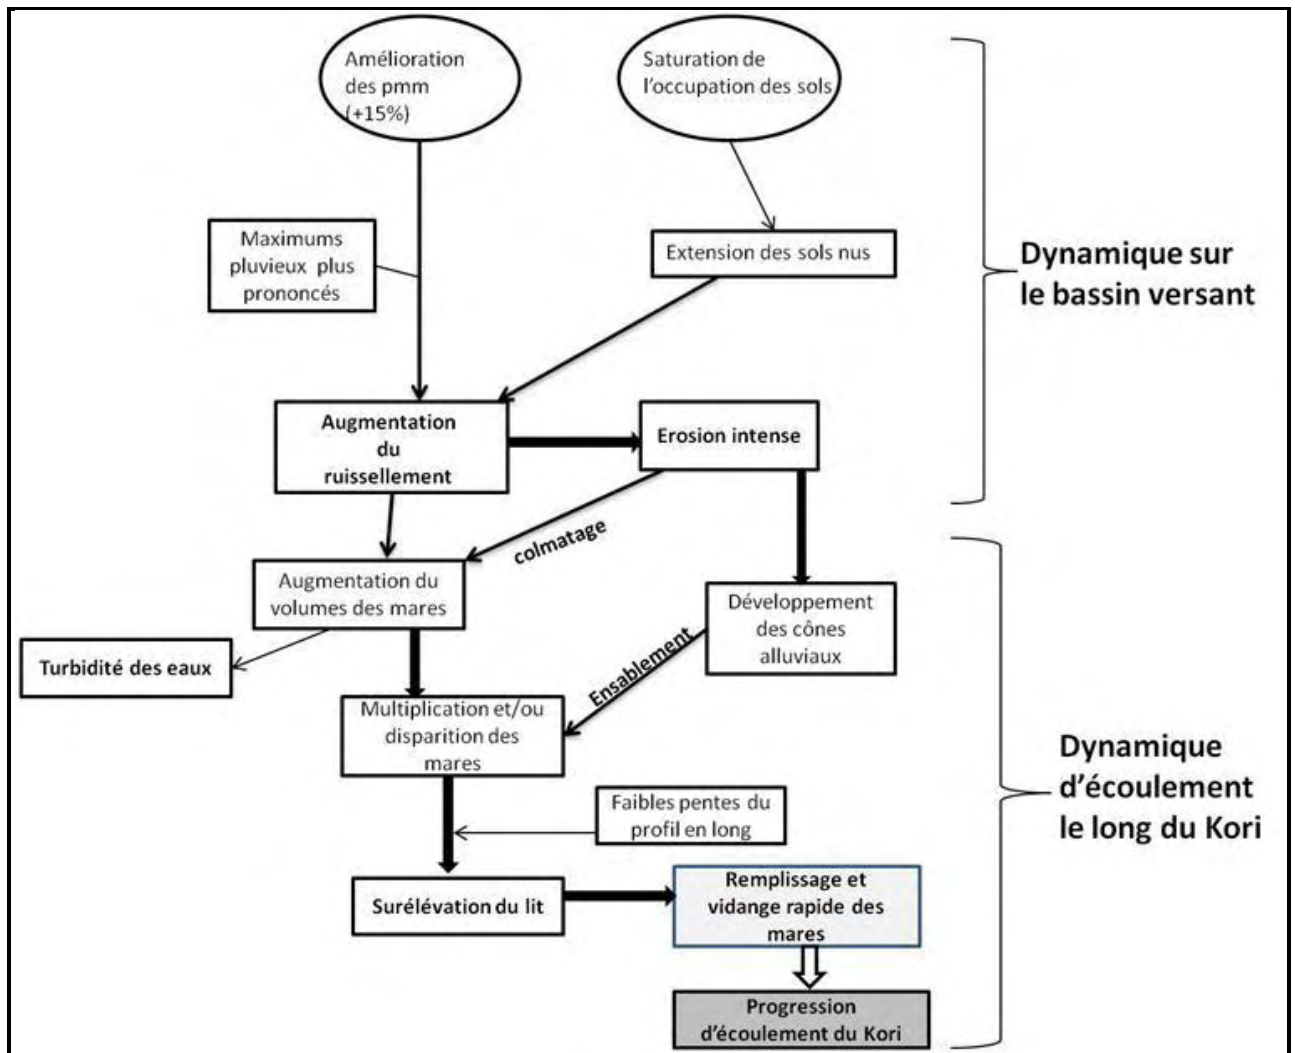 Amélioration
des pmm
(+15%)
Saturation de
l'occupation des sols
Maximums
pluvieux plus
prononcés
Extension des sols nus
Dynamique sur
le bassin versant
Augmentation
du
ruissellement
Erosion intense
colmatage
Augmentation du
volumes des mares
Développement
des cônes
alluviaux
Turbidité des eaux
Ensablement
Multiplication et/ou
disparition des
mares
Faibles pentes du
profil en long
Dynamique
d'écoulement
le long du Kori
Surélévation du lit
Remplissage et
vidange rapide des
mares
Progression
d'écoulement du Kori